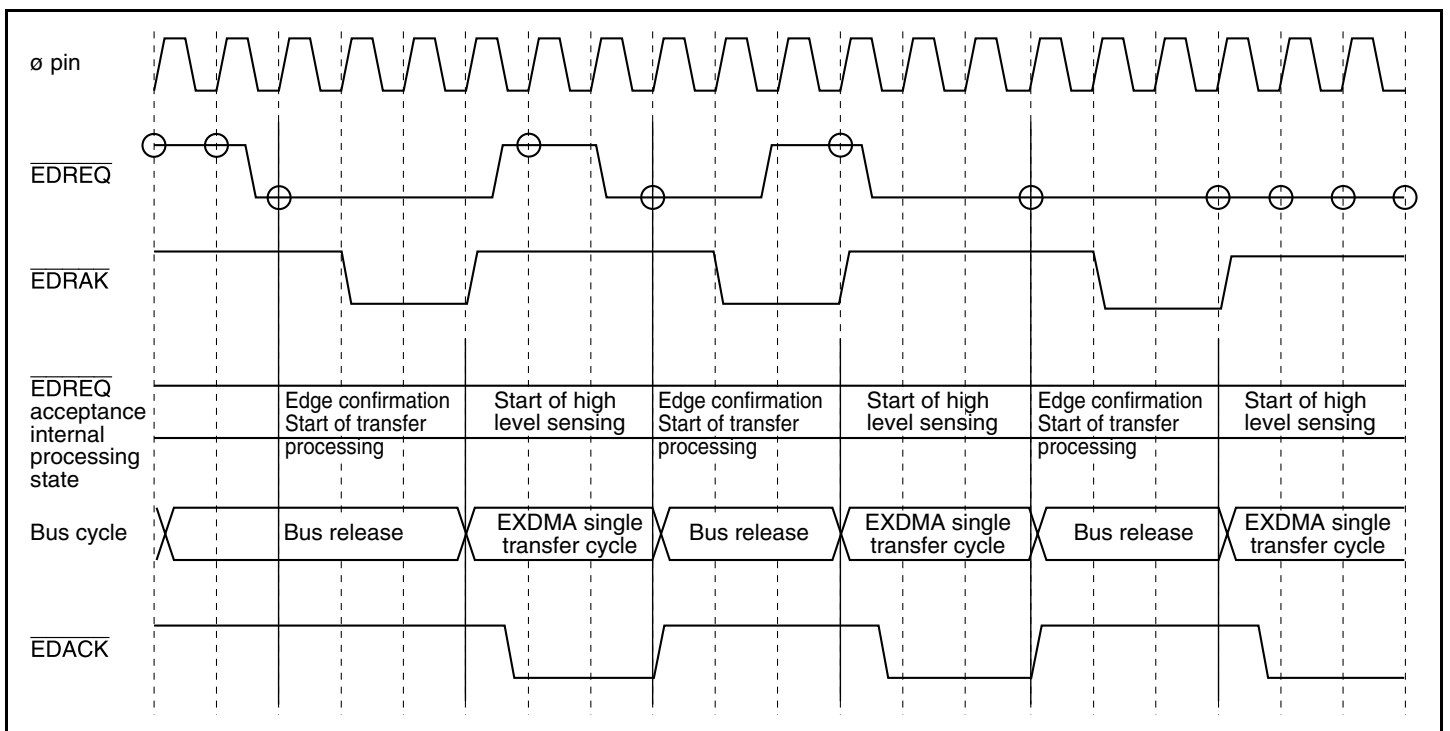 ø pin
EDREQ
EDRAK
EDREQ
acceptance
internal
processing
state
Edge confirmation
Start of transfer
processing
Start of high
level sensing
Edge confirmation
Start of transfer
processing
Start of high
level sensing
Edge confirmation
Start of transfer
processing
Start of high
level sensing
Bus cycle
Bus release
EXDMA single
transfer cycle
Bus release
EXDMA single
transfer cycle
Bus release
EXDMA single
transfer cycle
EDACK